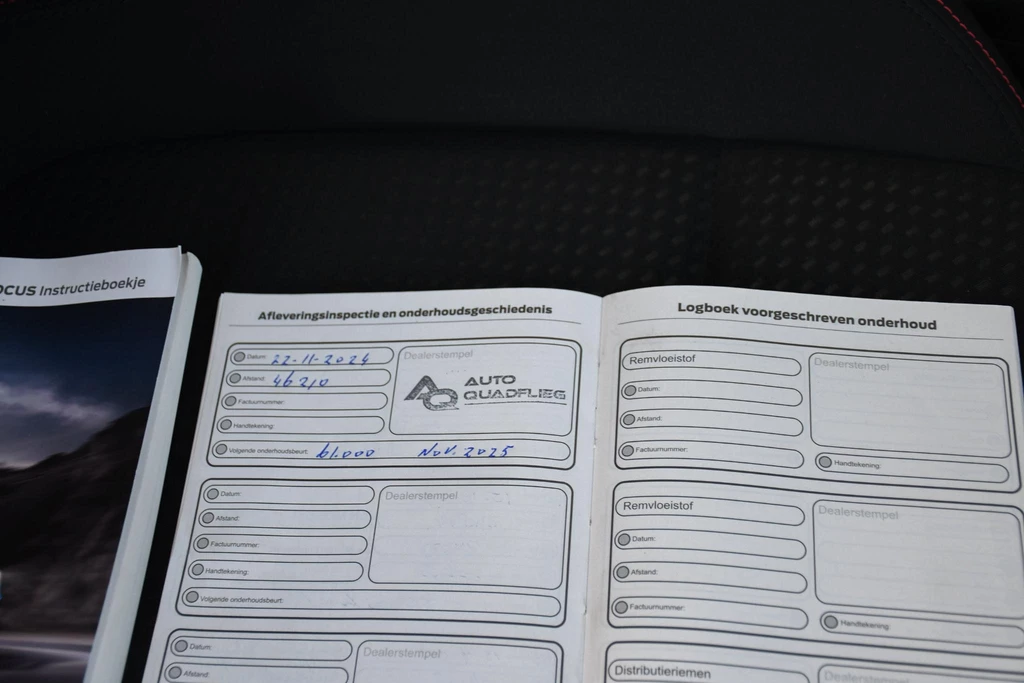 OCUS Instructieboekje
Afleveringsinspectie en onderhoudsgeschiedenis
Datum: 22-11-2024
Dealerstempel
Afstand: 46210
AUTO
QUADFLIEG
AQ
Factuurnummer:
Handtekening:
Volgende onderhoudsbeurt: 61.000 Nov. 2025
Datum:
Dealerstempel
Afstand:
Factuurnummer:
Handtekening:
Volgende onderhoudsbeurt:
Datum:
Dealerstempel
Afstand:
Logboek voorgeschreven onderhoud
Remvloeistof
Dealerstempel
Datum:
Afstand:
Factuurnummer:
Handtekening:
Remvloeistof
Dealerstempel
Datum:
Afstand:
Factuurnummer:
Handtekening:
Distributieriemen
Dealerstempel